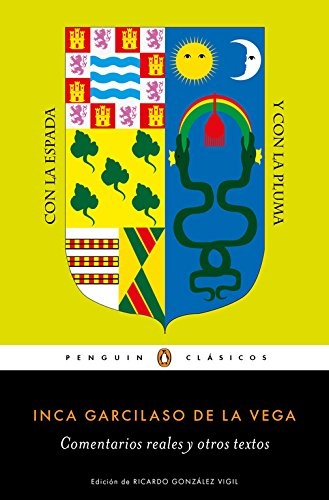 CON LA ESPADA
Y CON LA PLUMA
PENGUIN CLÁSICOS
INCA GARCILASO DE LA VEGA
Comentarios reales y otros textos
Edición de RICARDO GONZÁLEZ VIGIL